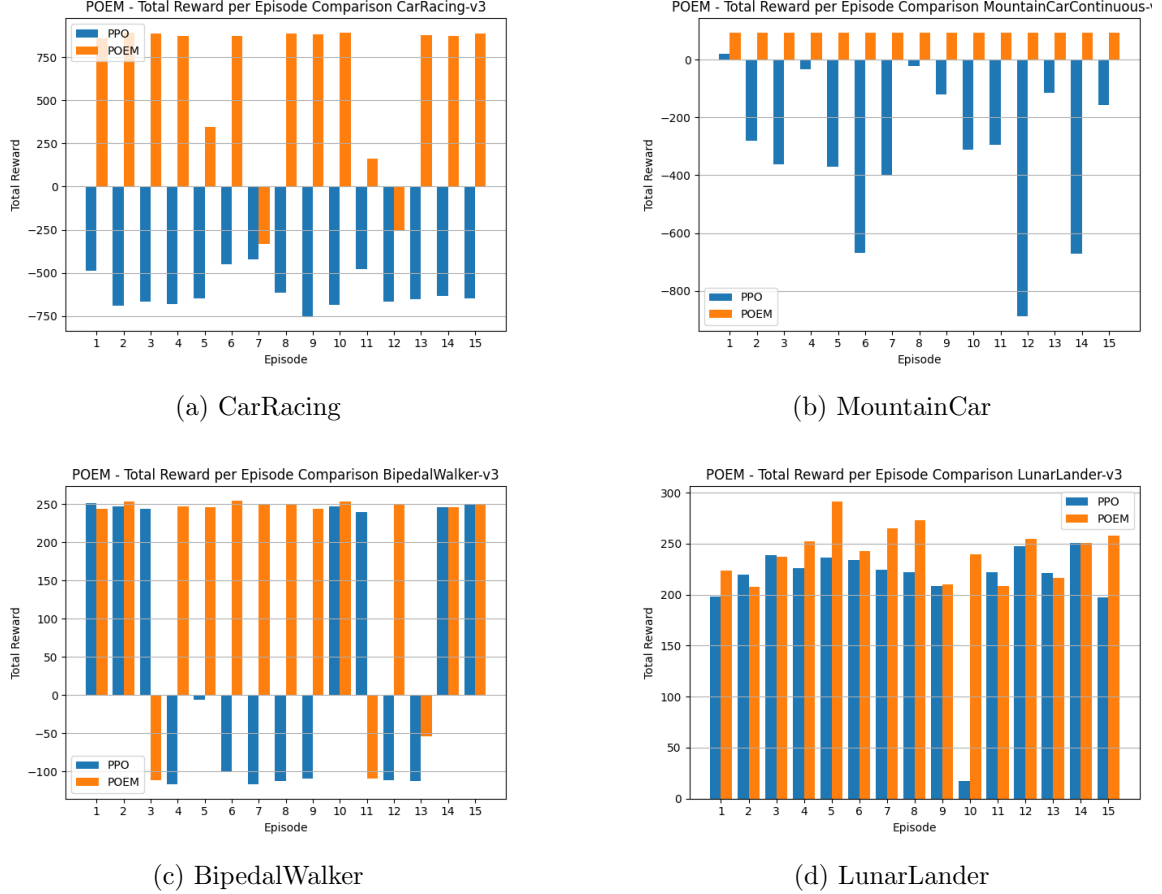 POEM - Total Reward per Episode Comparison CarRacing-v3
PPO
POEM
750
500
250
0
−250
−500
−750
Total Reward
1 2 3 4 5 6 7 8 9 10 11 12 13 14 15
Episode
(a) CarRacing
POEM - Total Reward per Episode Comparison MountainCarContinuous-v
0
−200
−400
−600
−800
Total Reward
PPO
POEM
1 2 3 4 5 6 7 8 9 10 11 12 13 14 15
Episode
(b) MountainCar
POEM - Total Reward per Episode Comparison BipedalWalker-v3
250
200
150
100
50
0
−50
−100
Total Reward
PPO
POEM
1 2 3 4 5 6 7 8 9 10 11 12 13 14 15
Episode
(c) BipedalWalker
POEM - Total Reward per Episode Comparison LunarLander-v3
PPO
POEM
300
250
200
150
100
50
0
Total Reward
1 2 3 4 5 6 7 8 9 10 11 12 13 14 15
Episode
(d) LunarLander